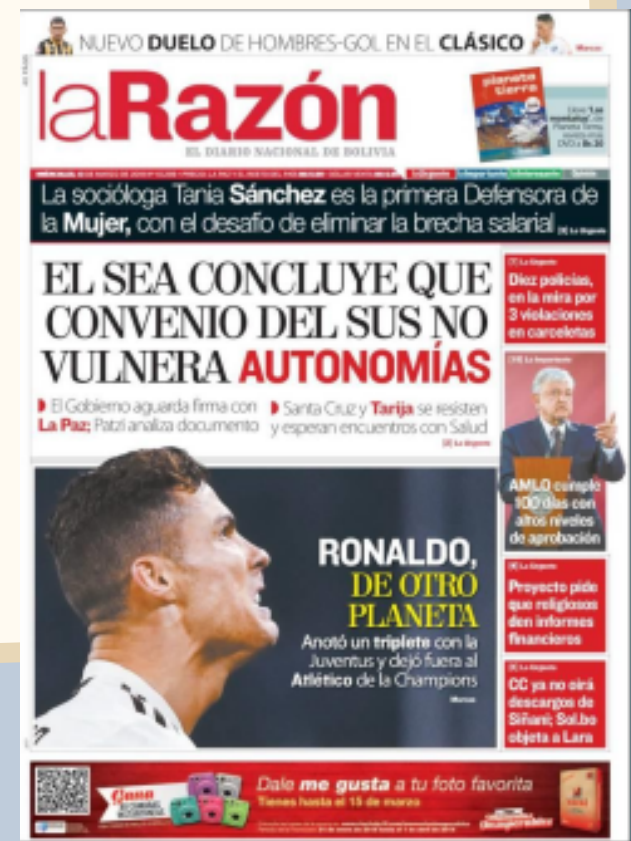 NUEVO DUELO DE HOMBRES-GOL EN EL CLÁSICO
Marcas
laRazón
EL DIARIO NACIONAL DE BOLIVIA
planeta
tierra
La socióloga Tania Sánchez es la primera Defensora de
la Mujer, con el desafío de eliminar la brecha salarial
EL SEA CONCLUYE QUE
CONVENIO DEL SUS NO
VULNERA AUTONOMÍAS
El Gobierno aguarda firma con
La Paz; Patzi analiza documento
Santa Cruz y Tarija se resisten
y esperan encuentros con Salud
Diez policías,
en la mira por
3 violaciones
en carceletas
AMLO cumple
100 días con
altos niveles
de aprobación
RONALDO,
DE OTRO
PLANETA
Anotó un triplete con la
Juventus y dejó fuera al
Atlético de la Champions
Marcas
Proyecto pide
que religiosos
den informes
financieros
CC ya no oirá
descargos de
Siñani; Sol.bo
objeta a Lara
Gana
Dale me gusta a tu foto favorita
Tienes hasta el 15 de marzo